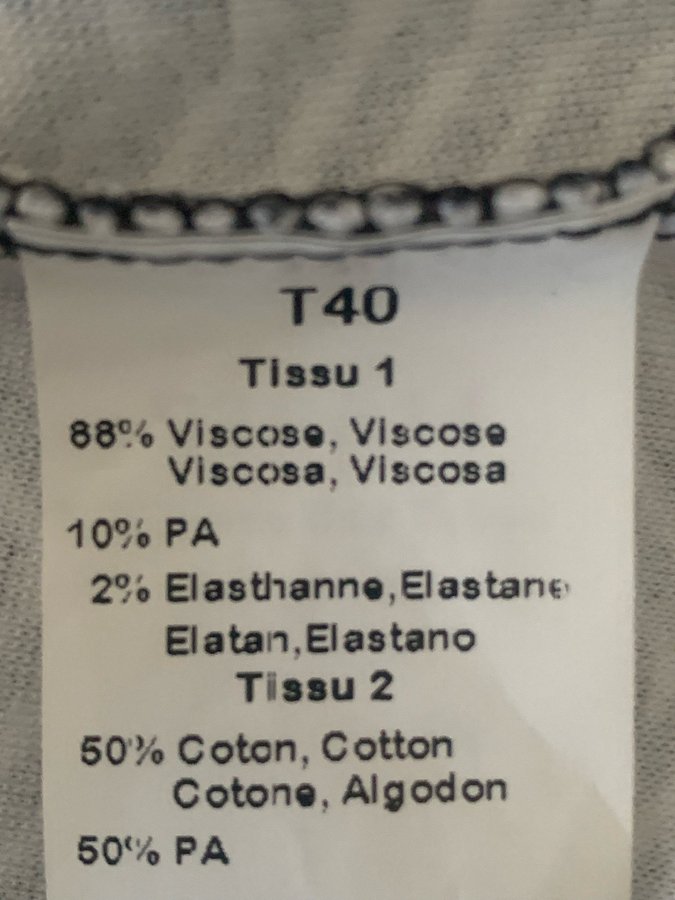 T40
Tissu 1
88% Viscose, Viscose
Viscosa, Viscosa
10% PA
2% Elasthanne,Elastane
Elatan,Elastano
Tissu 2
50% Coton, Cotton
Cotone, Algodon
50% PA